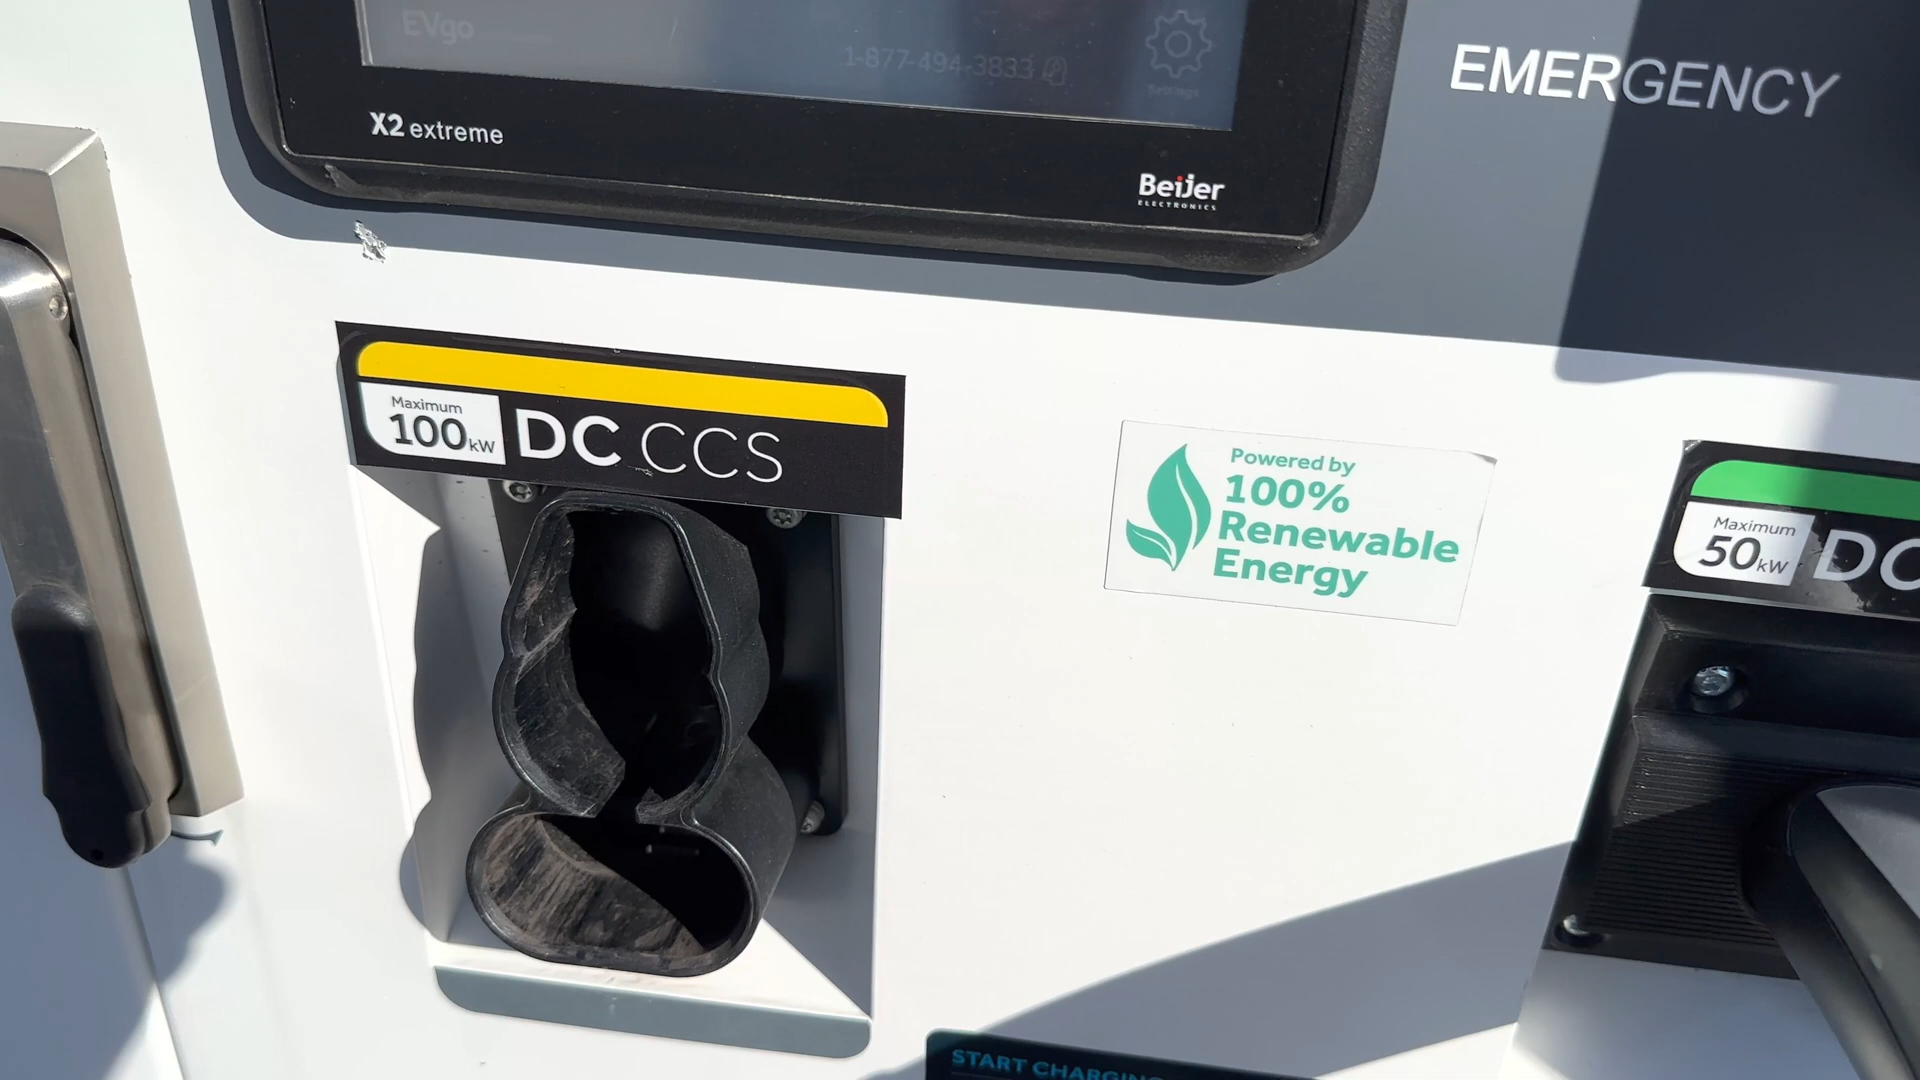 EVgo
1-877-494-3833
Settings
EMERGENCY
X2 extreme
Beijer
ELECTRONICS
Maximum
100kW
DC CCS
Powered by
100%
Renewable
Energy
Maximum
50kW
DC
START CHARGING